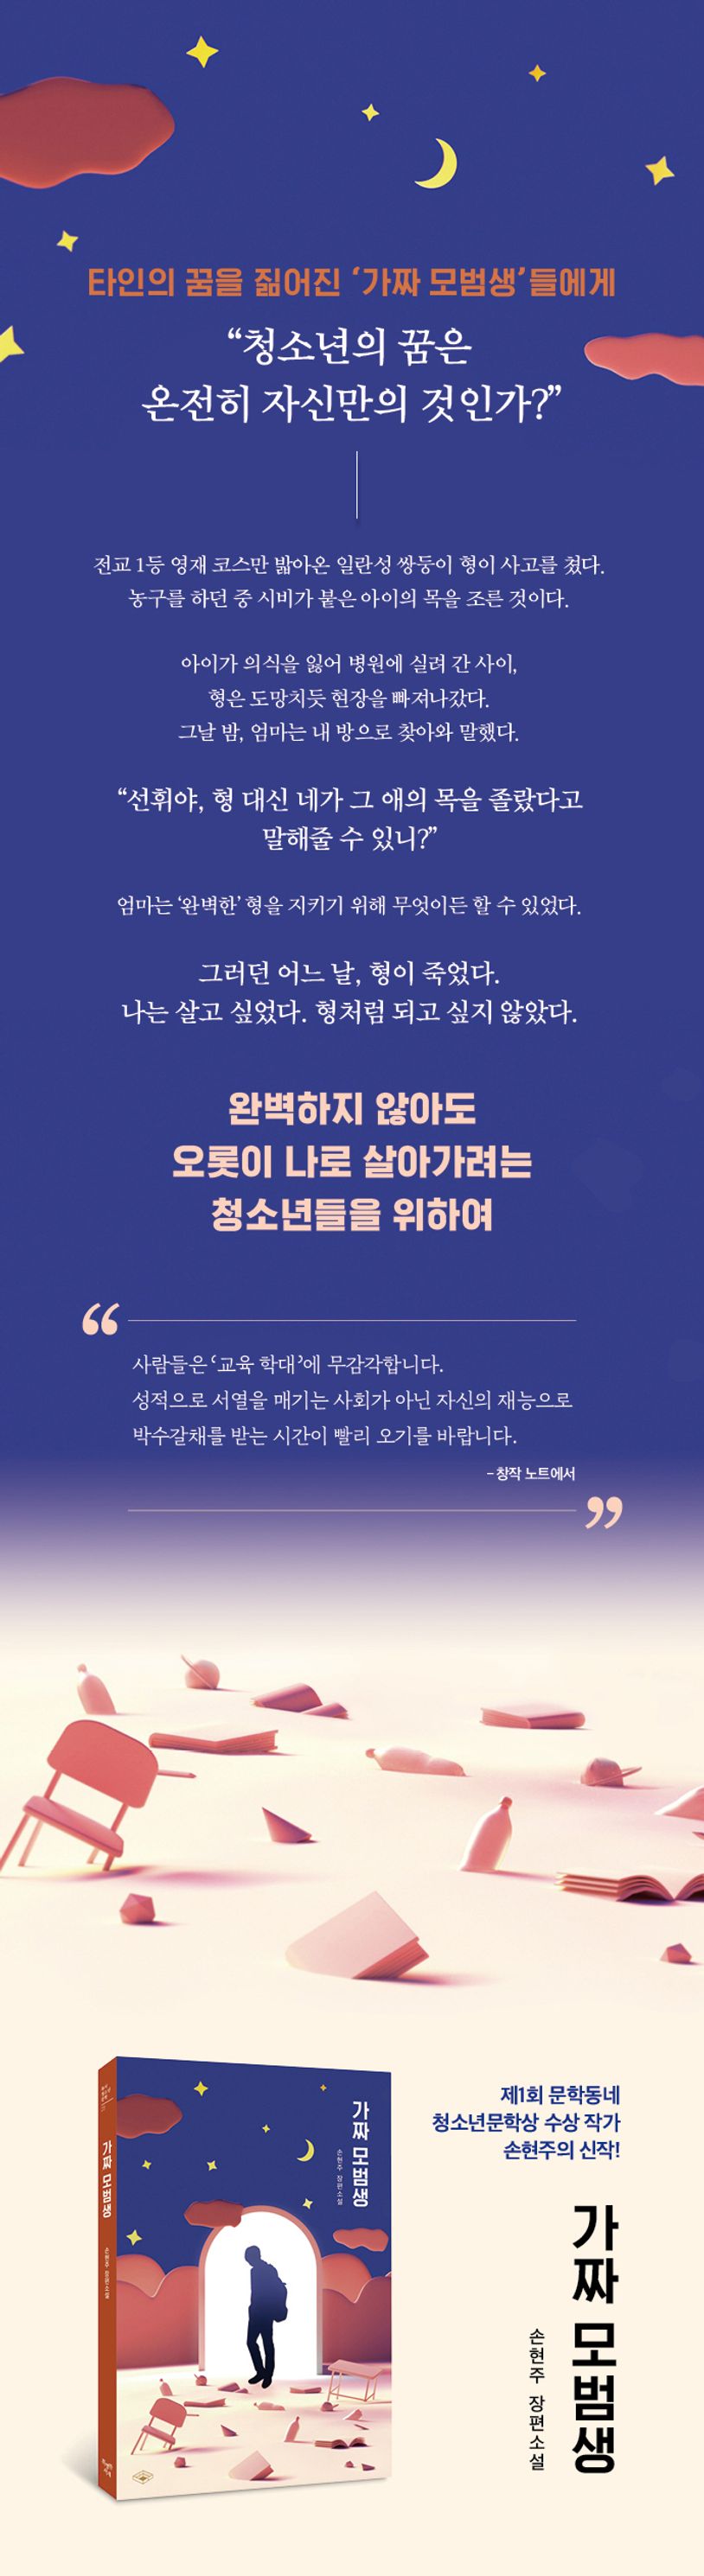 타인의 꿈을 짊어진 ‘가짜 모범생’들에게
“청소년의 꿈은
온전히 자신만의 것인가?”
전교 1등 영재 코스만 밟아온 일란성 쌍둥이 형이 사고를 쳤다.
농구를 하던 중 시비가 붙은 아이의 목을 조른 것이다.
아이가 의식을 잃어 병원에 실려 간 사이,
형은 도망치듯 현장을 빠져나갔다.
그날 밤, 엄마는 내 방으로 찾아와 말했다.
“선휘야, 형 대신 네가 그 애의 목을 졸랐다고
말해줄 수 있니?”
엄마는 ‘완벽한’ 형을 지키기 위해 무엇이든 할 수 있었다.
그러던 어느 날, 형이 죽었다.
나는 살고 싶었다. 형처럼 되고 싶지 않았다.
완벽하지 않아도
오롯이 나로 살아가려는
청소년들을 위하여
“
사람들은 ‘교육 학대’에 무감각합니다.
성적으로 서열을 매기는 사회가 아닌 자신의 재능으로
박수갈채를 받는 시간이 빨리 오기를 바랍니다.
- 창작 노트에서
”
가짜 모범생
손현주 장편소설
가짜 모범생
손현주 장편소설
제1회 문학동네
청소년문학상 수상 작가
손현주의 신작!
가짜 모범생
손현주 장편소설